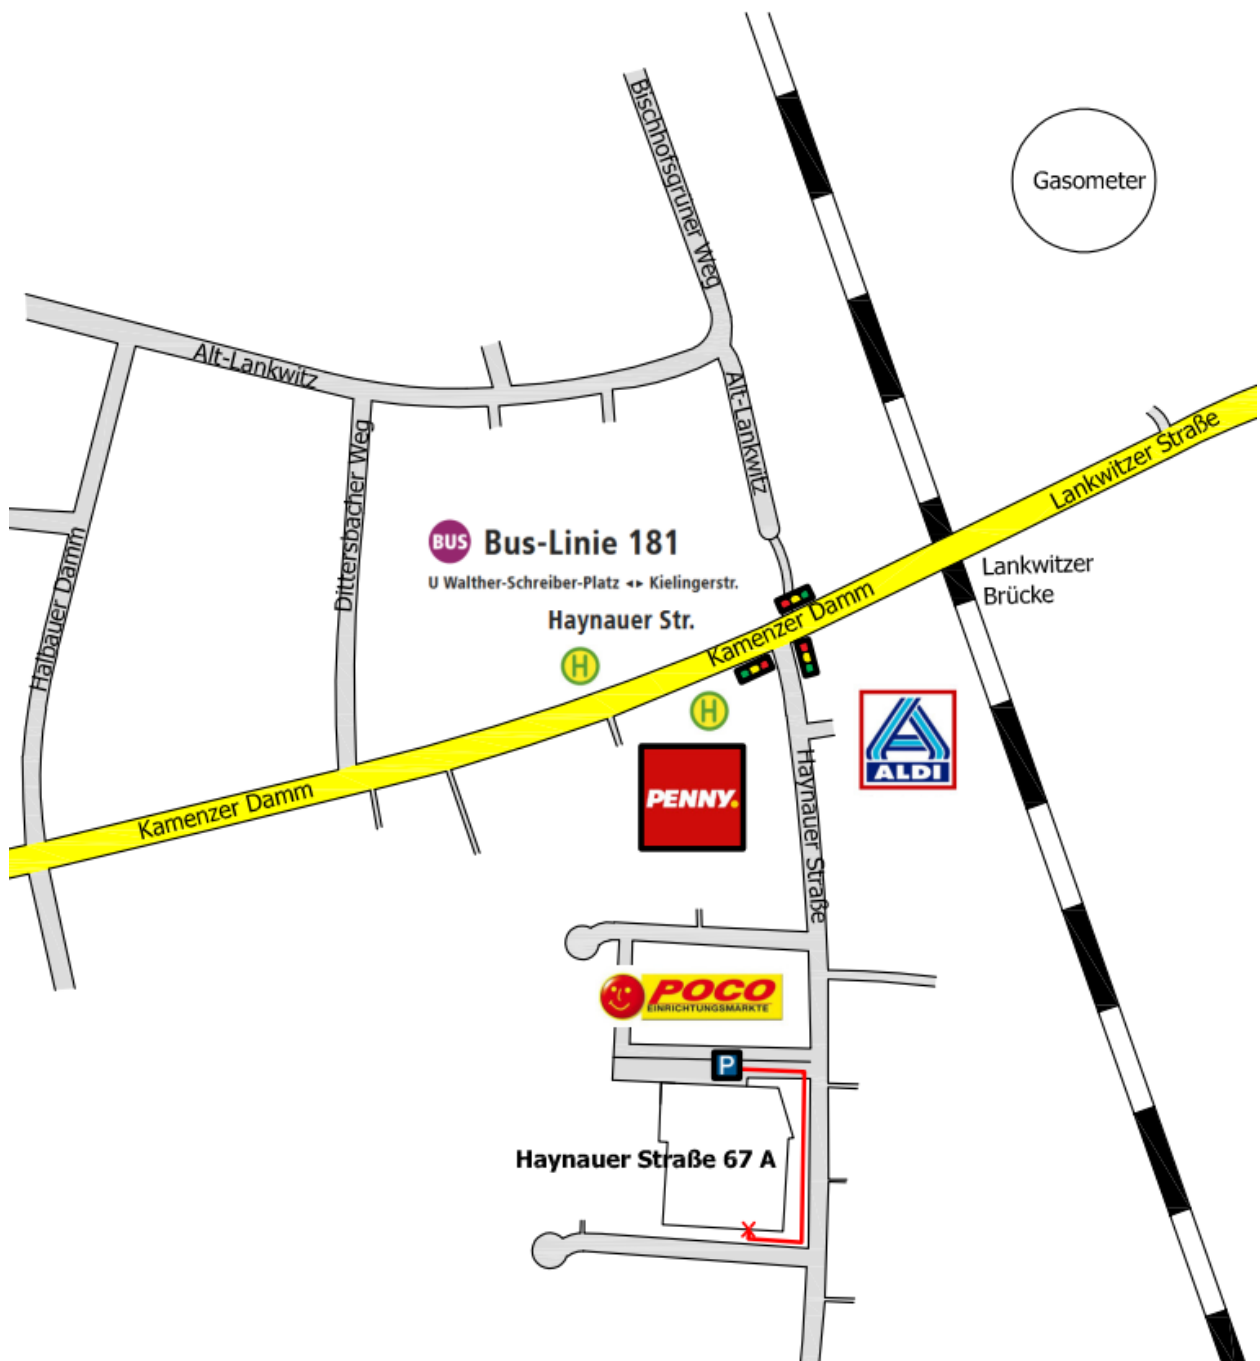 Bischhofsgrüner Weg
Gasometer
Alt-Lankwitz
Alt-Lankwitz
Lankwitzer Straße
Dittersbacher Weg
BUS Bus-Linie 181
U Walther-Schreiber-Platz ◂▸ Kielingerstr.
Haynauer Str.
H
H
Halbauer Damm
Lankwitzer
Brücke
Kamenzer Damm
Kamenzer Damm
ALDI
PENNY.
Haynauer Straße
POCO
EINRICHTUNGSMÄRKTE
P
Haynauer Straße 67 A